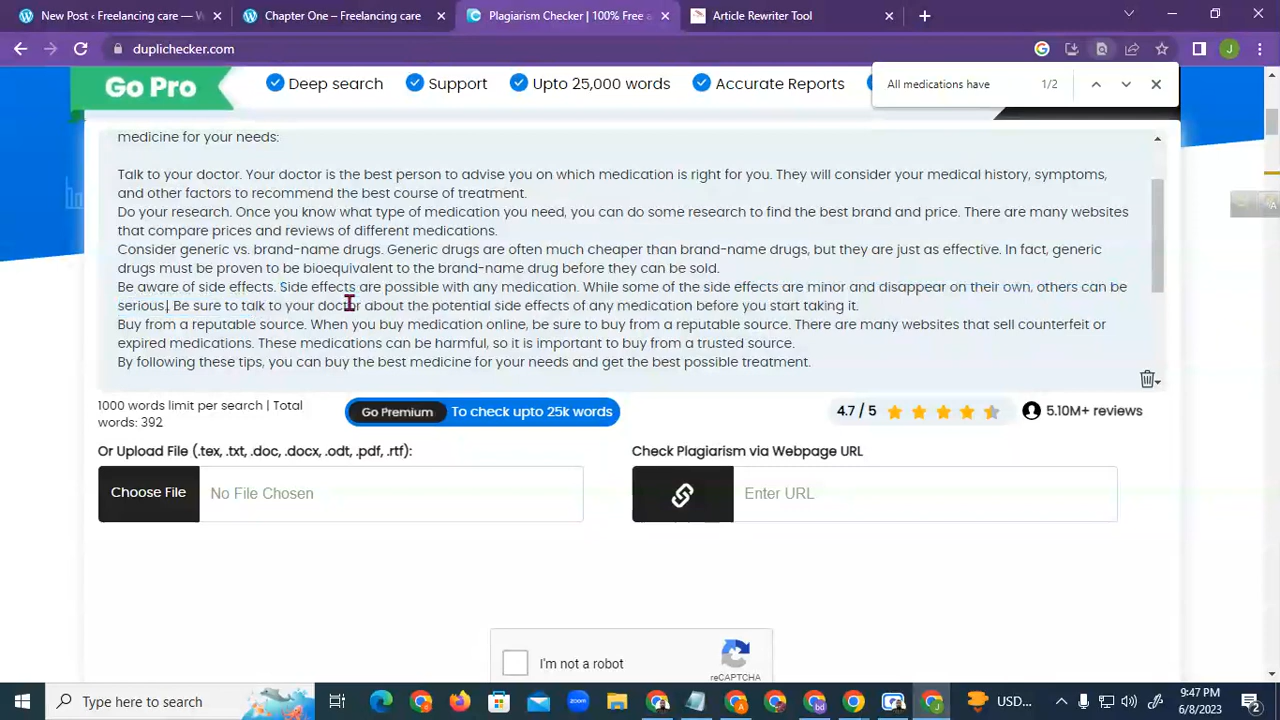 New Post ‹ Freelancing care — W
Chapter One – Freelancing care
Plagiarism Checker | 100% Free a
Article Rewriter Tool
duplichecker.com
J
Go Pro
Deep search
Support
Upto 25,000 words
Accurate Reports
All medications have
1/2
medicine for your needs:
Talk to your doctor. Your doctor is the best person to advise you on which medication is right for you. They will consider your medical history, symptoms,
and other factors to recommend the best course of treatment.
Do your research. Once you know what type of medication you need, you can do some research to find the best brand and price. There are many websites
that compare prices and reviews of different medications.
Consider generic vs. brand-name drugs. Generic drugs are often much cheaper than brand-name drugs, but they are just as effective. In fact, generic
drugs must be proven to be bioequivalent to the brand-name drug before they can be sold.
Be aware of side effects. Side effects are possible with any medication. While some of the side effects are minor and disappear on their own, others can be
serious. Be sure to talk to your doctor about the potential side effects of any medication before you start taking it.
Buy from a reputable source. When you buy medication online, be sure to buy from a reputable source. There are many websites that sell counterfeit or
expired medications. These medications can be harmful, so it is important to buy from a trusted source.
By following these tips, you can buy the best medicine for your needs and get the best possible treatment.
1000 words limit per search | Total
words: 392
Go Premium
To check upto 25k words
4.7 / 5
5.10M+ reviews
Or Upload File (.tex, .txt, .doc, .docx, .odt, .pdf, .rtf):
Check Plagiarism via Webpage URL
Choose File
No File Chosen
Enter URL
I'm not a robot
reCAPTCHA
Type here to search
zoom
USD...
9:47 PM
6/8/2023
2